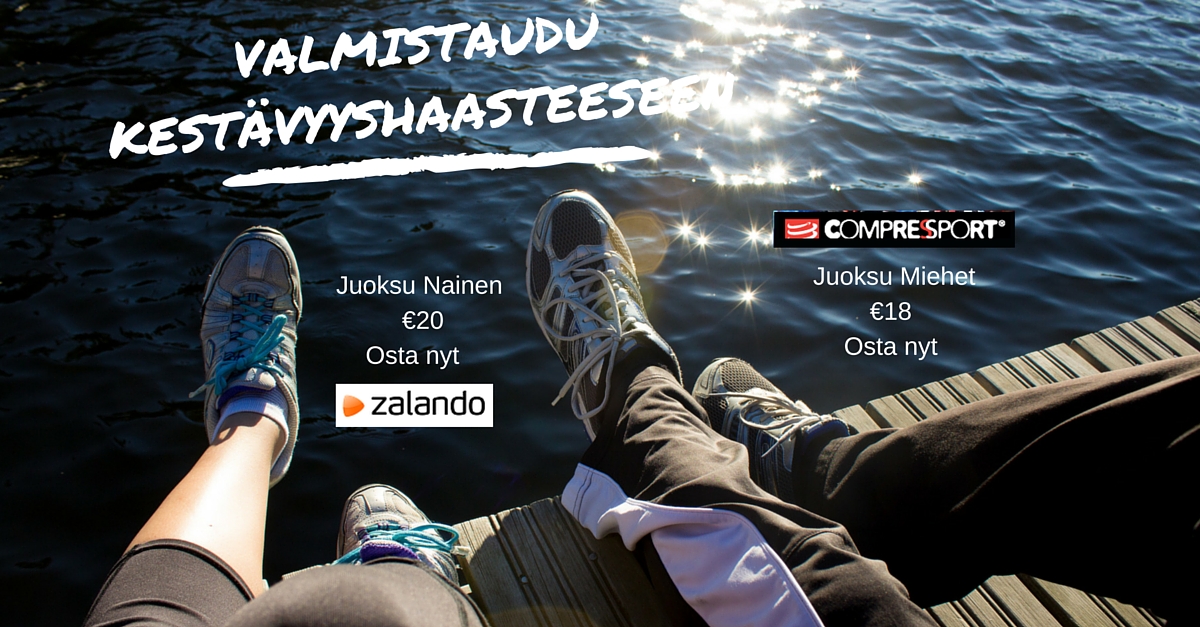 VALMISTAUDU
KESTÄVYYSHAASTEESEEN
COMPRESSPORT®
Juoksu Nainen
€20
Osta nyt
zalando
Juoksu Miehet
€18
Osta nyt